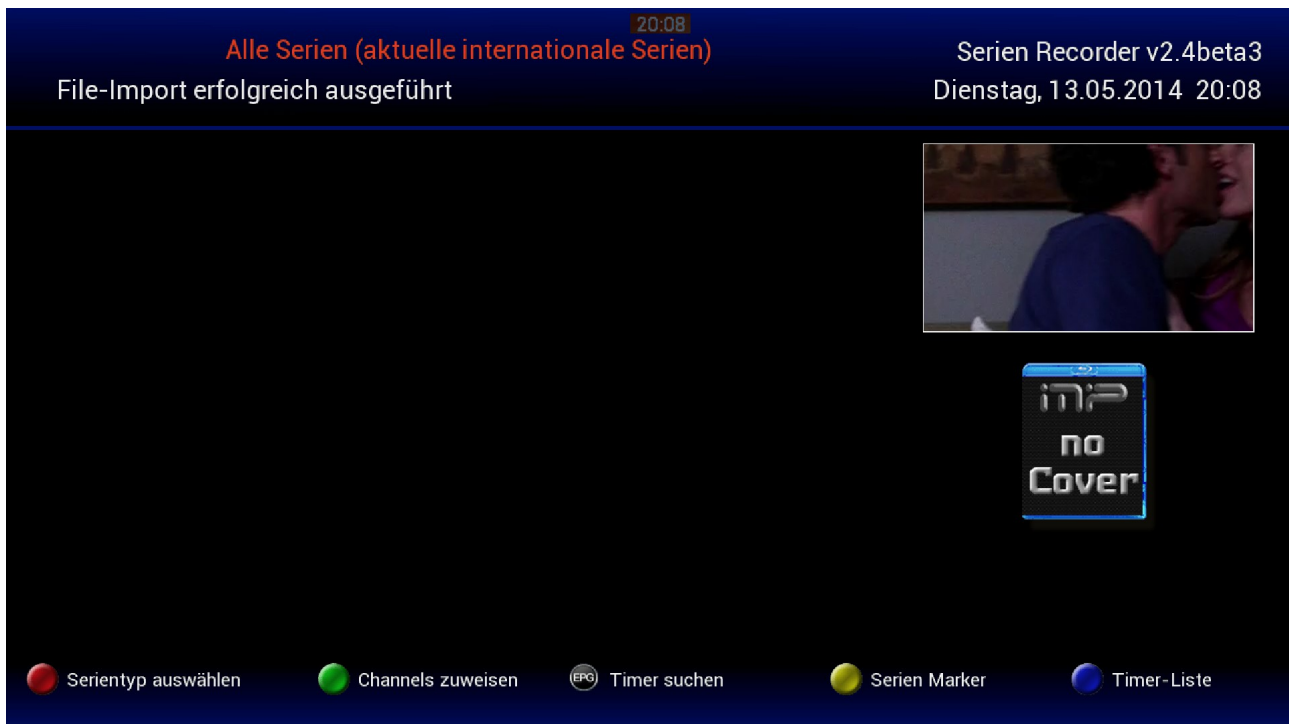 20:08
Alle Serien (aktuelle internationale Serien)
Serien Recorder v2.4beta3
File-Import erfolgreich ausgeführt
Dienstag, 13.05.2014 20:08
no
Cover
Serientyp auswählen
Channels zuweisen
EPG
Timer suchen
Serien Marker
Timer-Liste